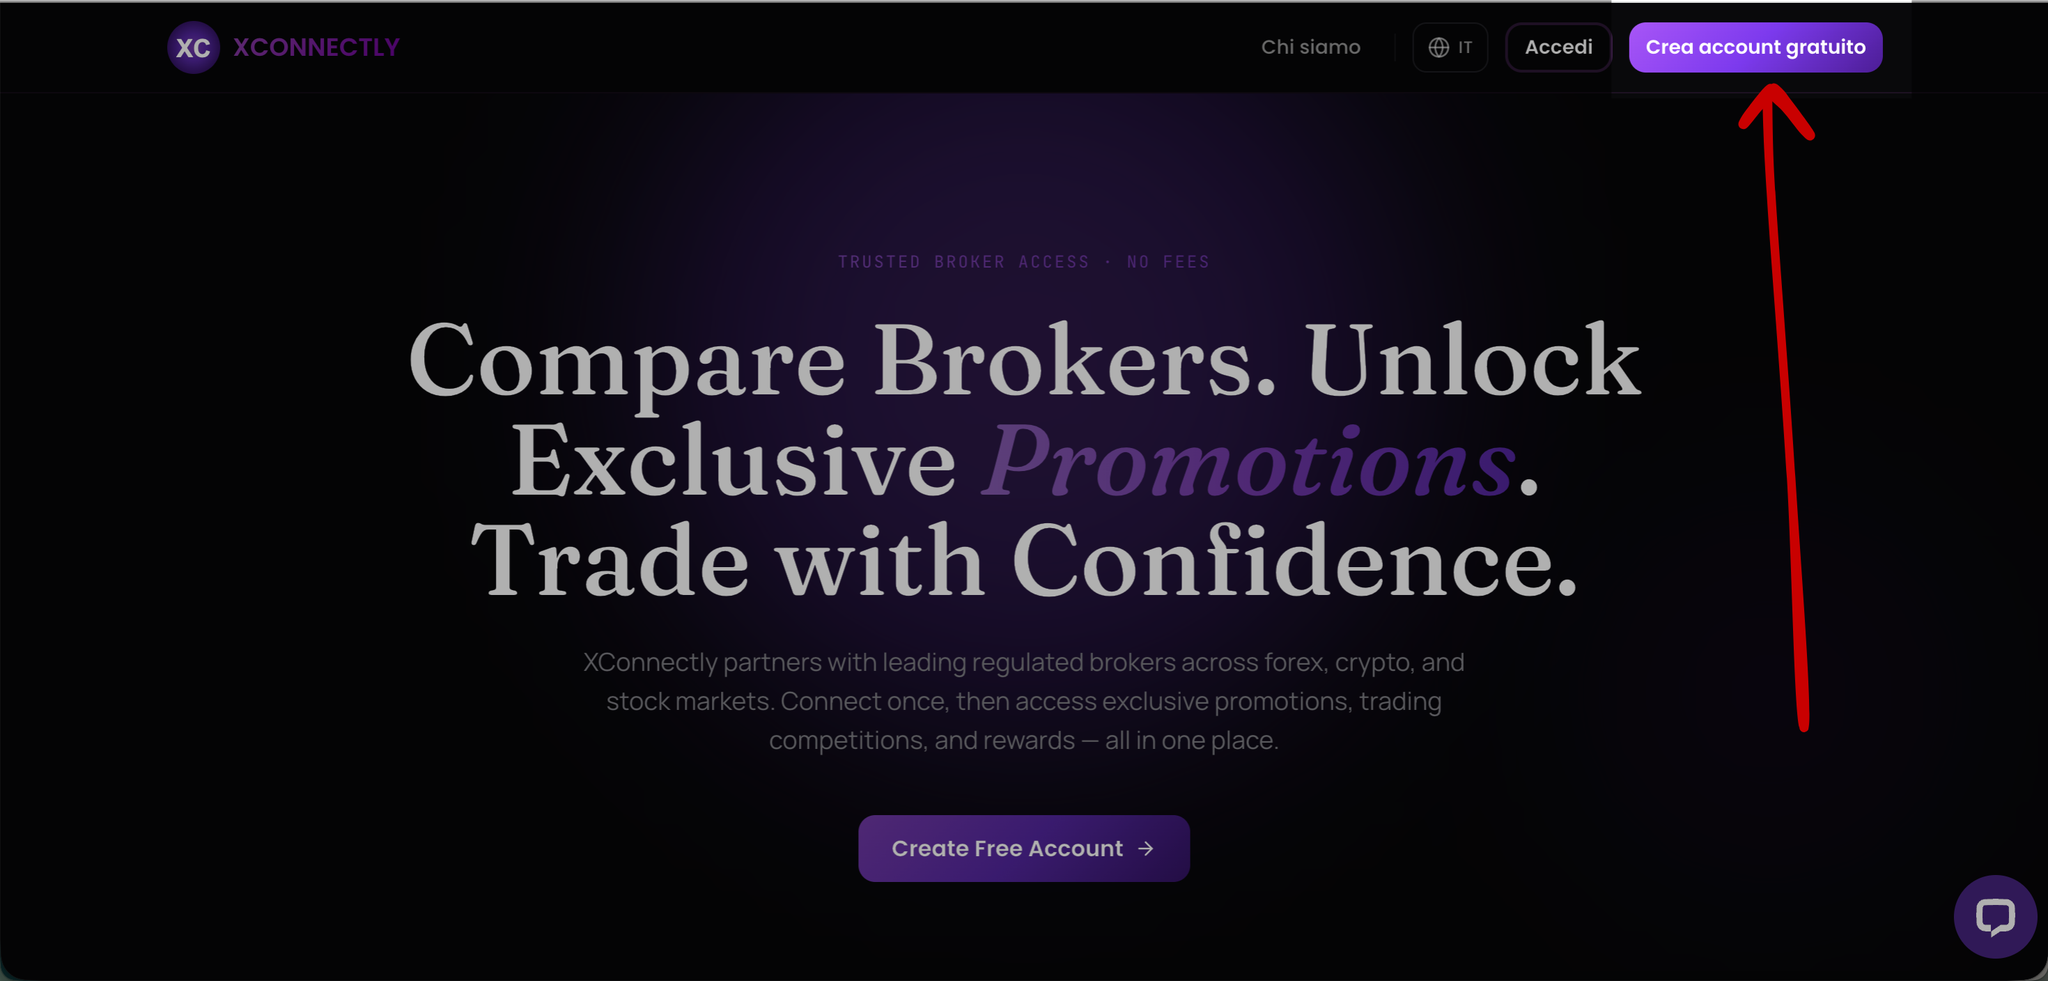 XC XCONNECTLY
Chi siamo
IT
Accedi
Crea account gratuito
TRUSTED BROKER ACCESS · NO FEES
Compare Brokers. Unlock
Exclusive Promotions.
Trade with Confidence.
XConnectly partners with leading regulated brokers across forex, crypto, and
stock markets. Connect once, then access exclusive promotions, trading
competitions, and rewards — all in one place.
Create Free Account →